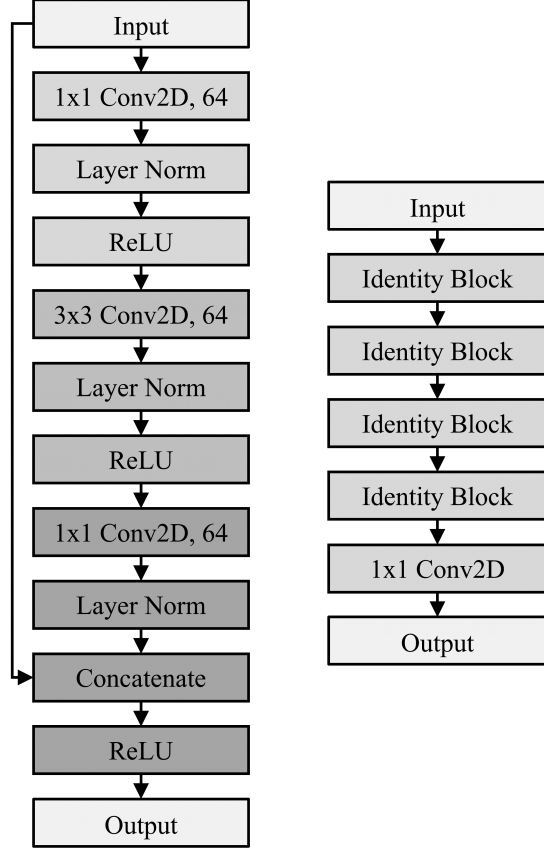 Input
1x1 Conv2D, 64
Layer Norm
ReLU
3x3 Conv2D, 64
Layer Norm
ReLU
1x1 Conv2D, 64
Layer Norm
Concatenate
ReLU
Output
Input
Identity Block
Identity Block
Identity Block
Identity Block
1x1 Conv2D
Output